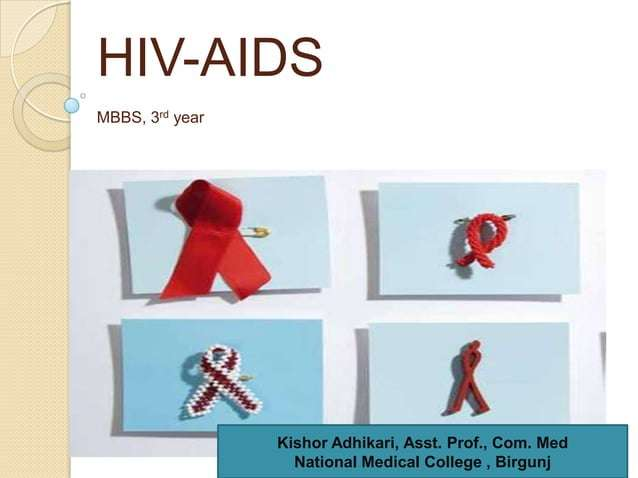 HIV-AIDS
MBBS, 3rd year
Kishor Adhikari, Asst. Prof., Com. Med
National Medical College , Birgunj